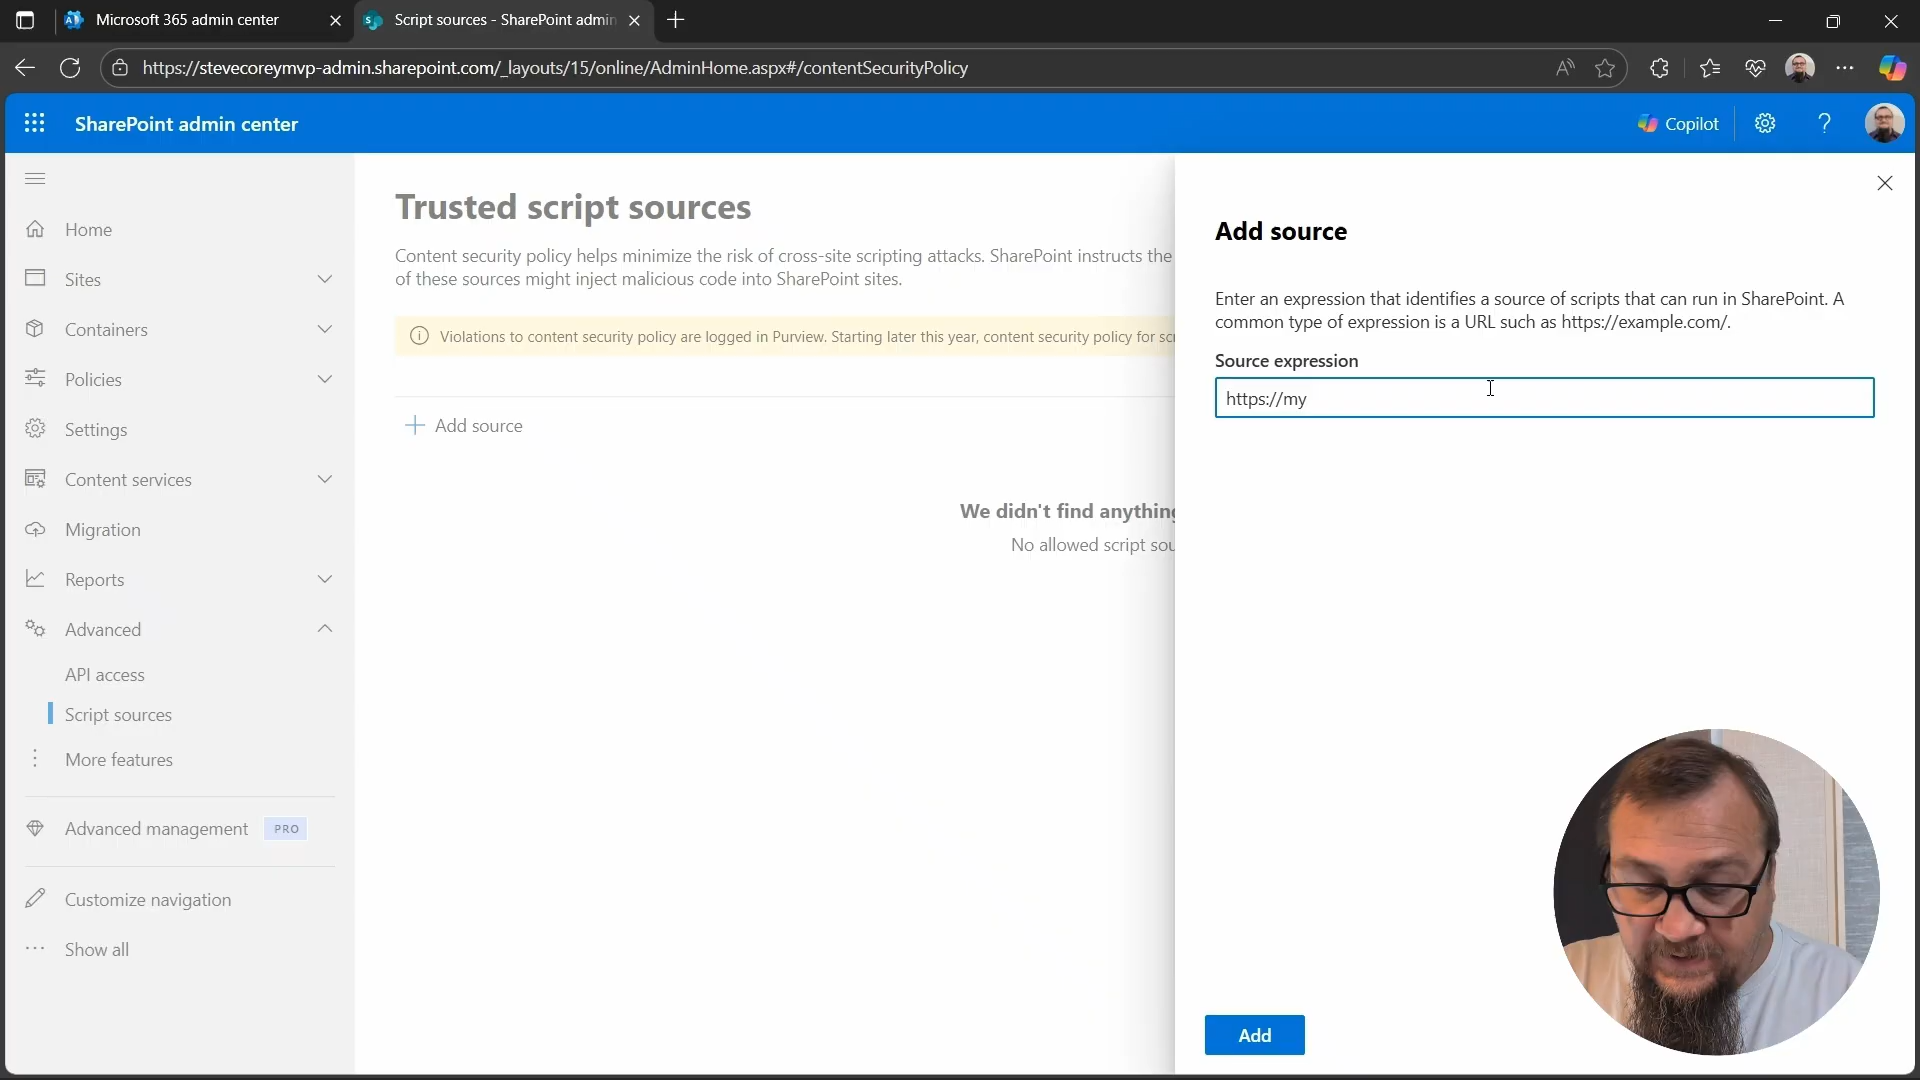 Microsoft 365 admin center
Script sources - SharePoint admin
https://stevecoreymvp-admin.sharepoint.com/_layouts/15/online/AdminHome.aspx#/contentSecurityPolicy
SharePoint admin center
Copilot
Home
Sites
Containers
Policies
Settings
Content services
Migration
Reports
Advanced
API access
Script sources
More features
Advanced management PRO
Customize navigation
Show all
Trusted script sources
Content security policy helps minimize the risk of cross-site scripting attacks. SharePoint instructs the
of these sources might inject malicious code into SharePoint sites.
Violations to content security policy are logged in Purview. Starting later this year, content security policy for
Add source
We didn't find anything
No allowed script
Add source
Enter an expression that identifies a source of scripts that can run in SharePoint. A
common type of expression is a URL such as https://example.com/.
Source expression
https://my
Add